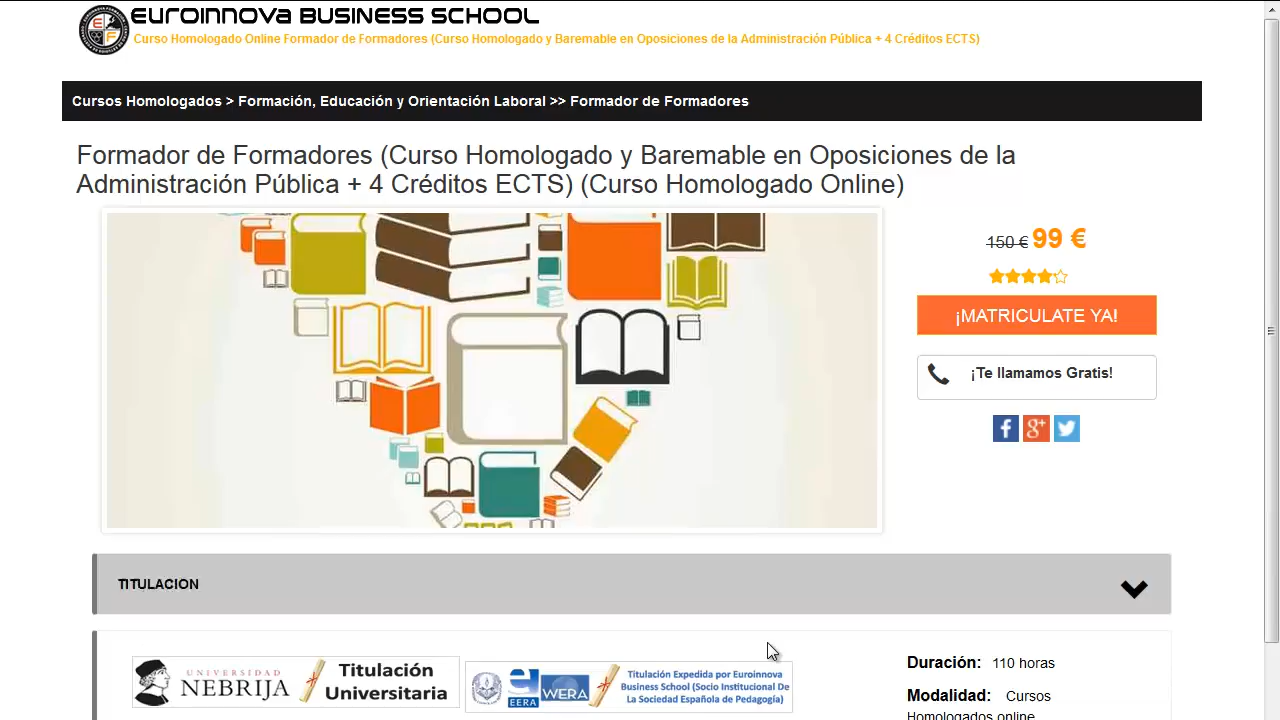 Euroinnova BUSINESS SCHOOL
Curso Homologado Online Formador de Formadores (Curso Homologado y Baremable en Oposiciones de la Administración Pública + 4 Créditos ECTS)
Cursos Homologados > Formación, Educación y Orientación Laboral >> Formador de Formadores
Formador de Formadores (Curso Homologado y Baremable en Oposiciones de la
Administración Pública + 4 Créditos ECTS) (Curso Homologado Online)
150 € 99 €
¡MATRICULATE YA!
¡Te llamamos Gratis!
TITULACION
UNIVERSIDAD
NEBRIJA
Titulación
Universitaria
EERA
WERA
Titulación Expedida por Euroinnova
Business School (Socio Institucional De
La Sociedad Española de Pedagogía)
Duración: 110 horas
Modalidad: Cursos
Homologados online